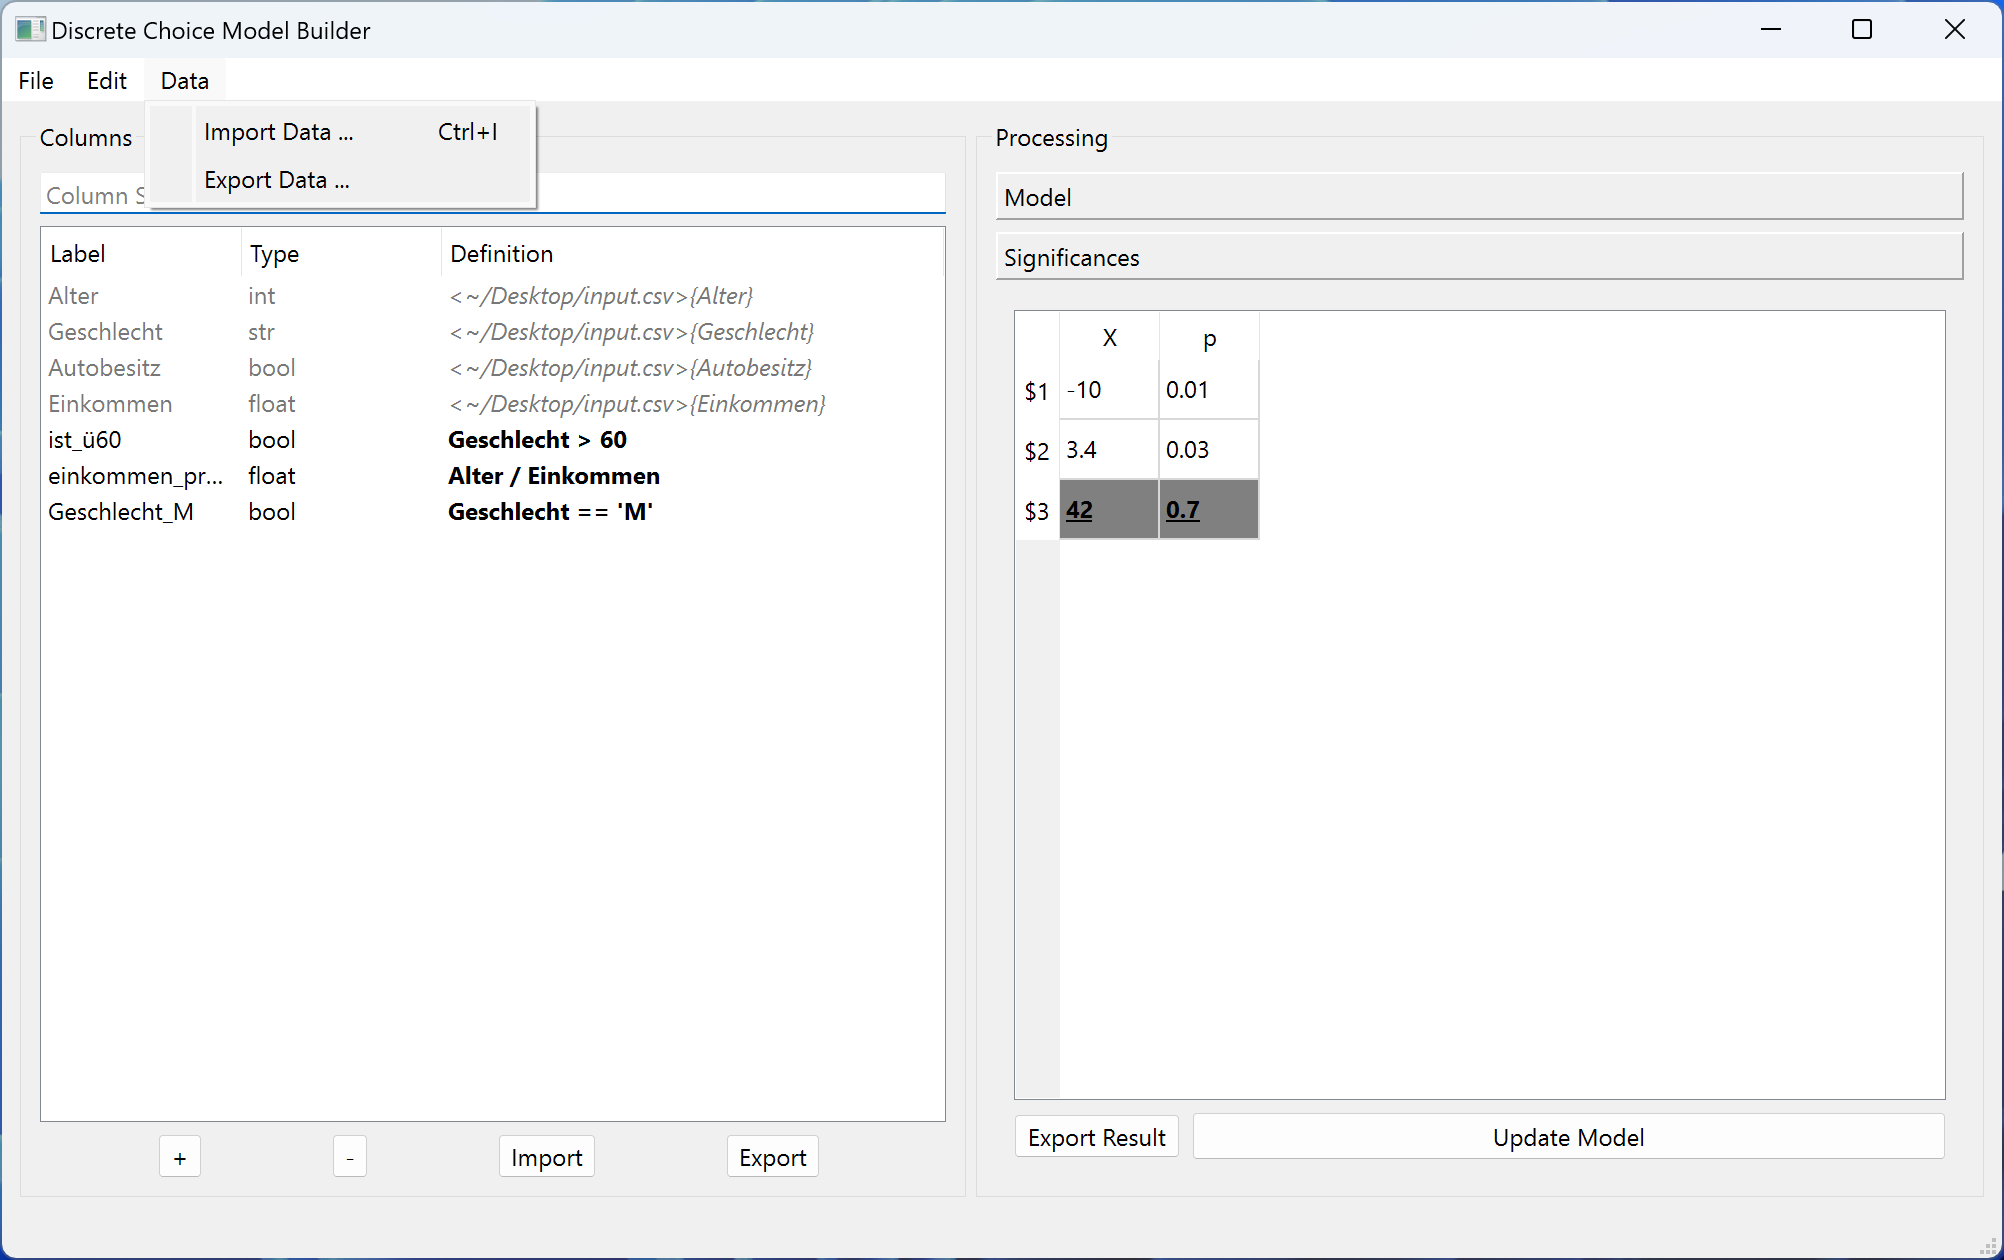 Discrete Choice Model Builder
File Edit Data
Import Data ... Ctrl+I
Export Data ...
Columns
Column
Label Type Definition
Alter int <~/Desktop/input.csv>{Alter}
Geschlecht str <~/Desktop/input.csv>{Geschlecht}
Autobesitz bool <~/Desktop/input.csv>{Autobesitz}
Einkommen float <~/Desktop/input.csv>{Einkommen}
ist_ü60 bool Geschlecht > 60
einkommen_pr... float Alter / Einkommen
Geschlecht_M bool Geschlecht == 'M'
+ - Import Export
Processing
Model
Significances
X p
$1 -10 0.01
$2 3.4 0.03
$3 42 0.7
Export Result Update Model